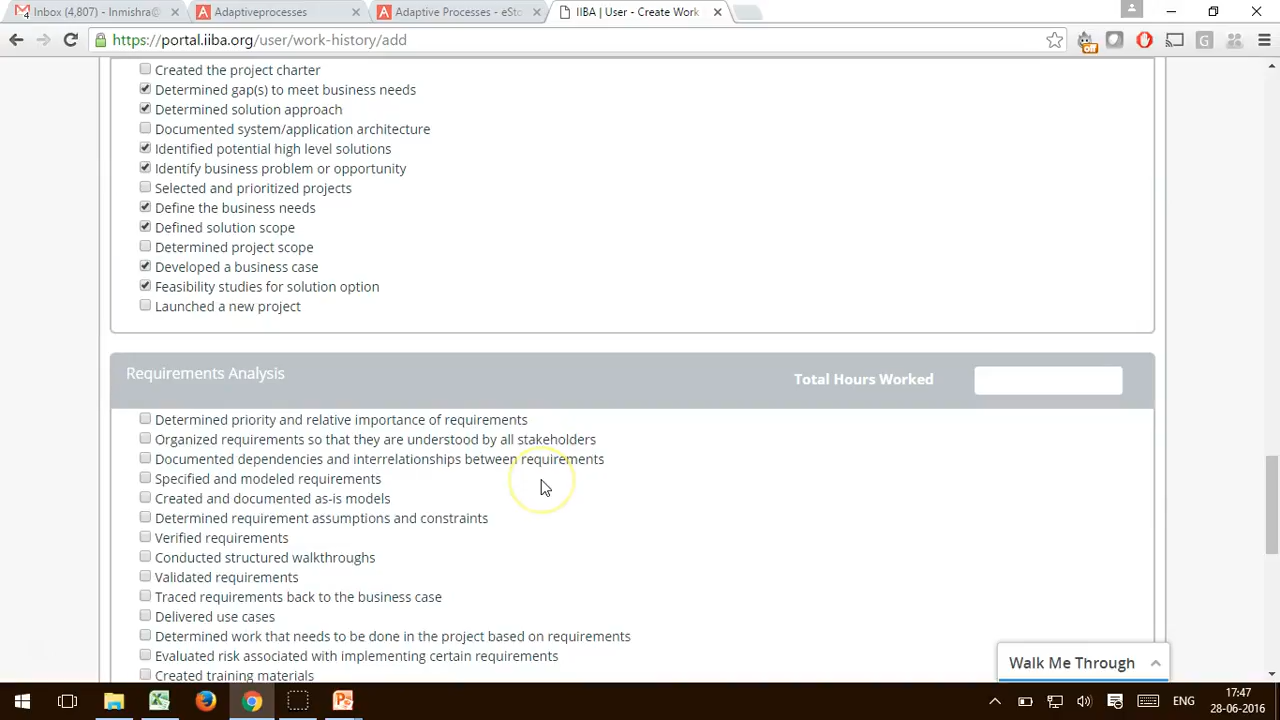 Inbox (4,807) - Inmishra@
Adaptiveprocesses
Adaptive Processes - eSto
IIBA | User - Create Work
https://portal.iiba.org/user/work-history/add
off
Created the project charter
Determined gap(s) to meet business needs
Determined solution approach
Documented system/application architecture
Identified potential high level solutions
Identify business problem or opportunity
Selected and prioritized projects
Define the business needs
Defined solution scope
Determined project scope
Developed a business case
Feasibility studies for solution option
Launched a new project
Requirements Analysis
Total Hours Worked
Determined priority and relative importance of requirements
Organized requirements so that they are understood by all stakeholders
Documented dependencies and interrelationships between requirements
Specified and modeled requirements
Created and documented as-is models
Determined requirement assumptions and constraints
Verified requirements
Conducted structured walkthroughs
Validated requirements
Traced requirements back to the business case
Delivered use cases
Determined work that needs to be done in the project based on requirements
Evaluated risk associated with implementing certain requirements
Created training materials
Walk Me Through
ENG
17:47
28-06-2016